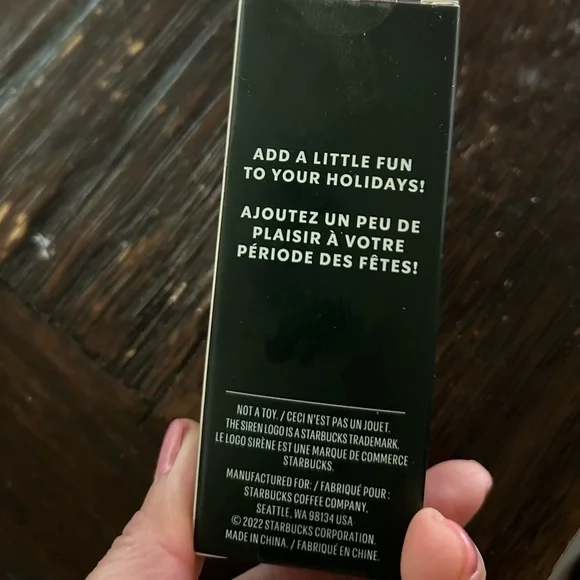 ADD A LITTLE FUN
TO YOUR HOLIDAYS!
AJOUTEZ UN PEU DE
PLAISIR À VOTRE
PÉRIODE DES FÊTES!
NOT A TOY. / CECI N'EST PAS UN JOUET.
THE SIREN LOGO IS A STARBUCKS TRADEMARK.
LE LOGO SIRÈNE EST UNE MARQUE DE COMMERCE
STARBUCKS.
MANUFACTURED FOR: / FABRIQUÉ POUR :
STARBUCKS COFFEE COMPANY,
SEATTLE, WA 98134 USA
© 2022 STARBUCKS CORPORATION.
MADE IN CHINA. / FABRIQUÉ EN CHINE.